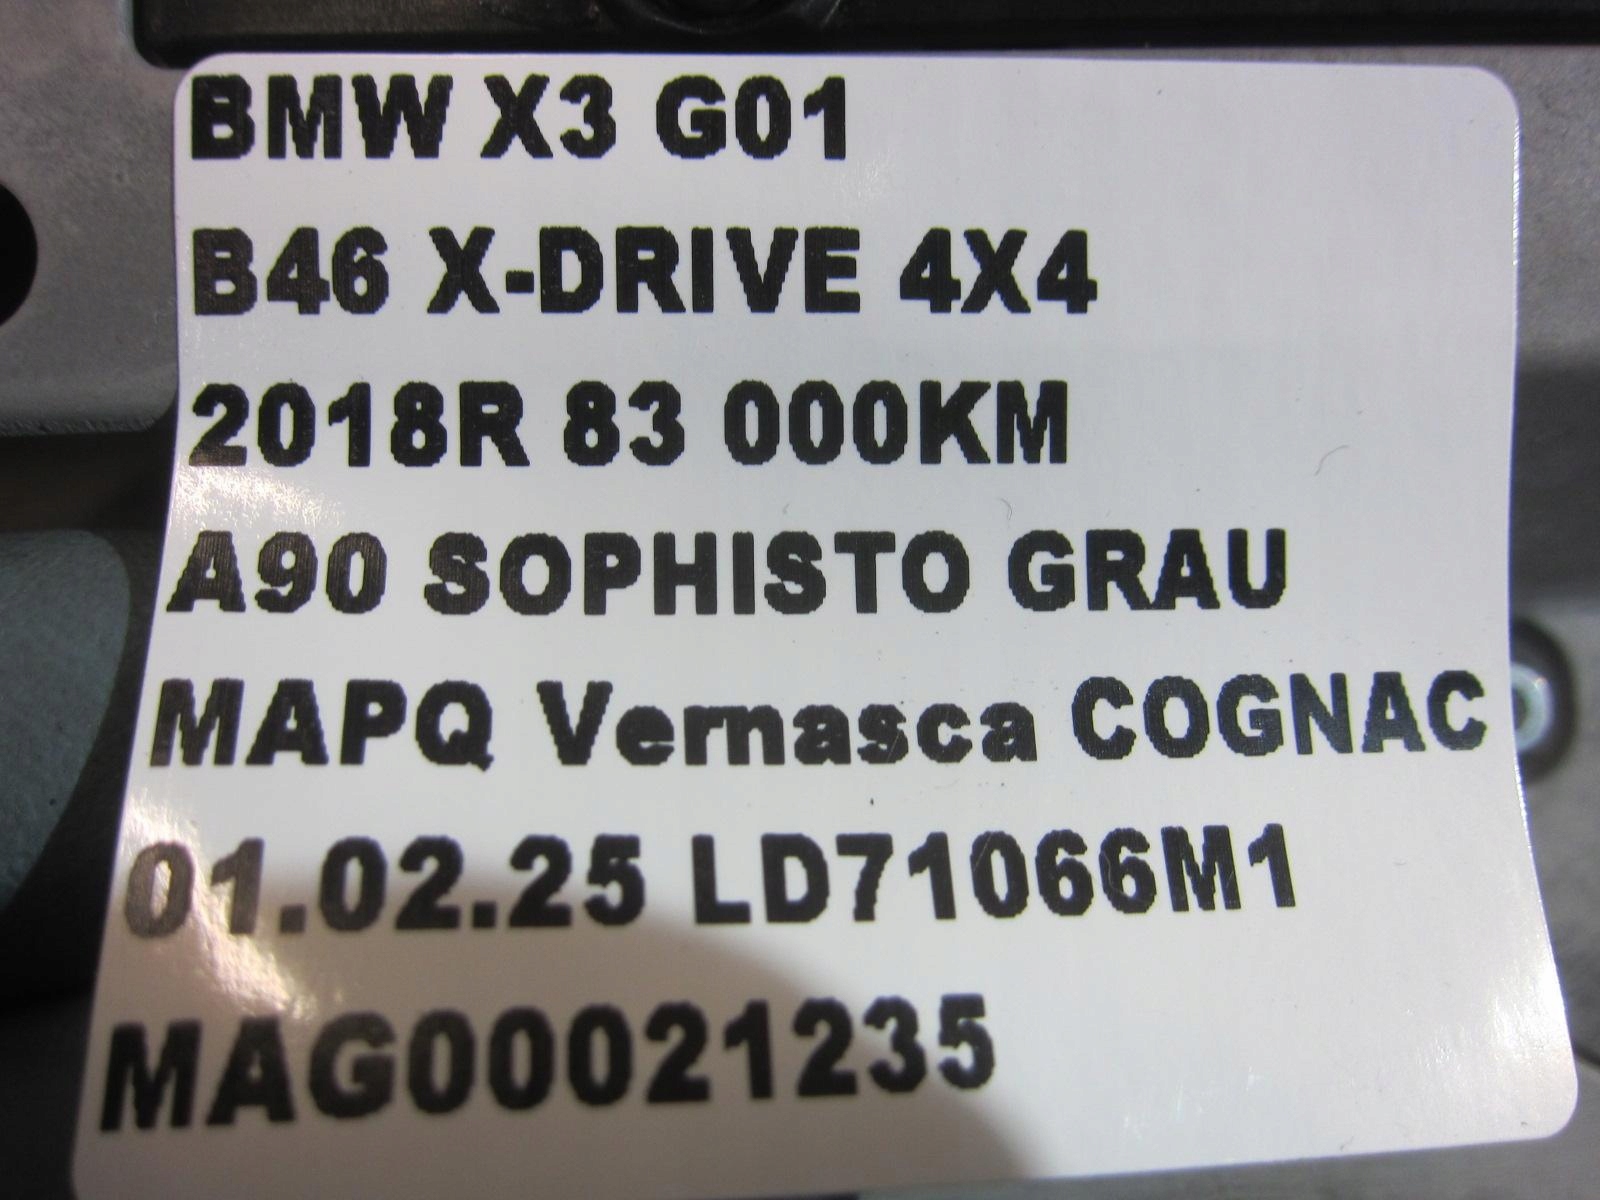 BMW X3 G01
B46 X-DRIVE 4X4
2018R 83 000KM
A90 SOPHISTO GRAU
MAPQ Vernasca COGNAC
01.02.25 LD71066M1
MAG00021235